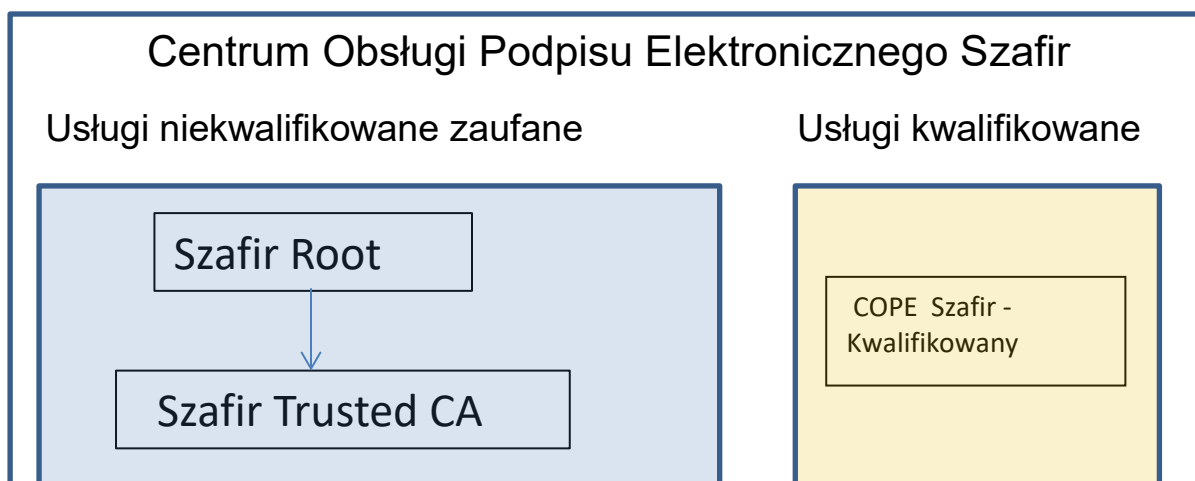 Centrum Obsługi Podpisu Elektronicznego Szafir
Usługi niekwalifikowane zaufane
Usługi kwalifikowane
Szafir Root
Szafir Trusted CA
COPE Szafir -
Kwalifikowany